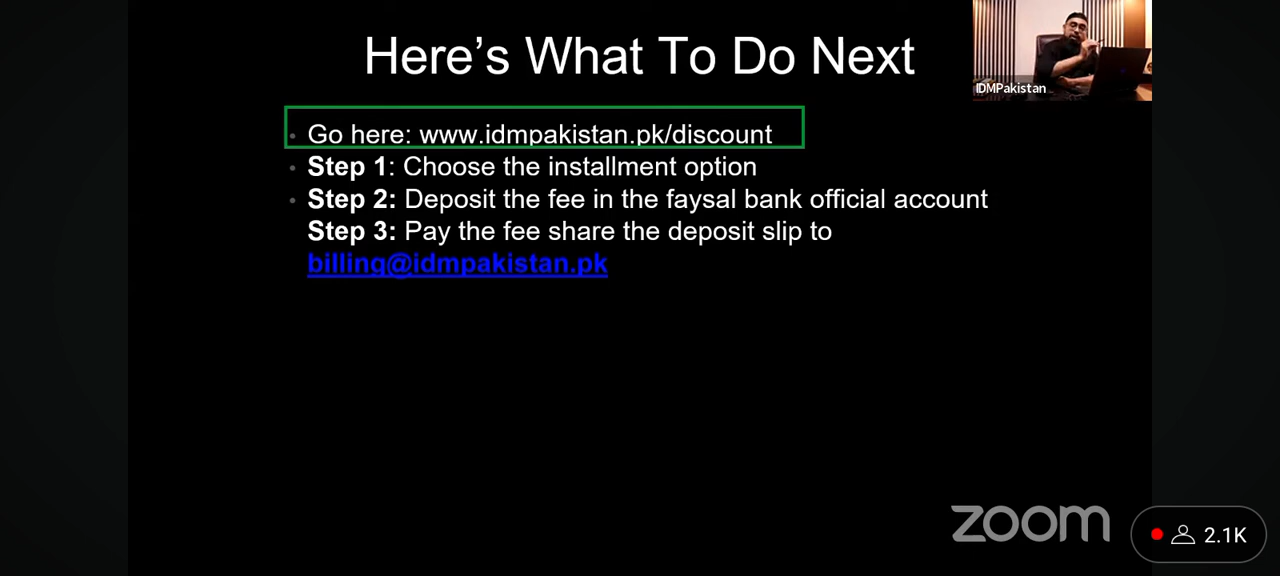 Here's What To Do Next
IDMPakistan
Go here: www.idmpakistan.pk/discount
Step 1: Choose the installment option
Step 2: Deposit the fee in the faysal bank official account
Step 3: Pay the fee share the deposit slip to
billing@idmpakistan.pk
zoom
2.1K